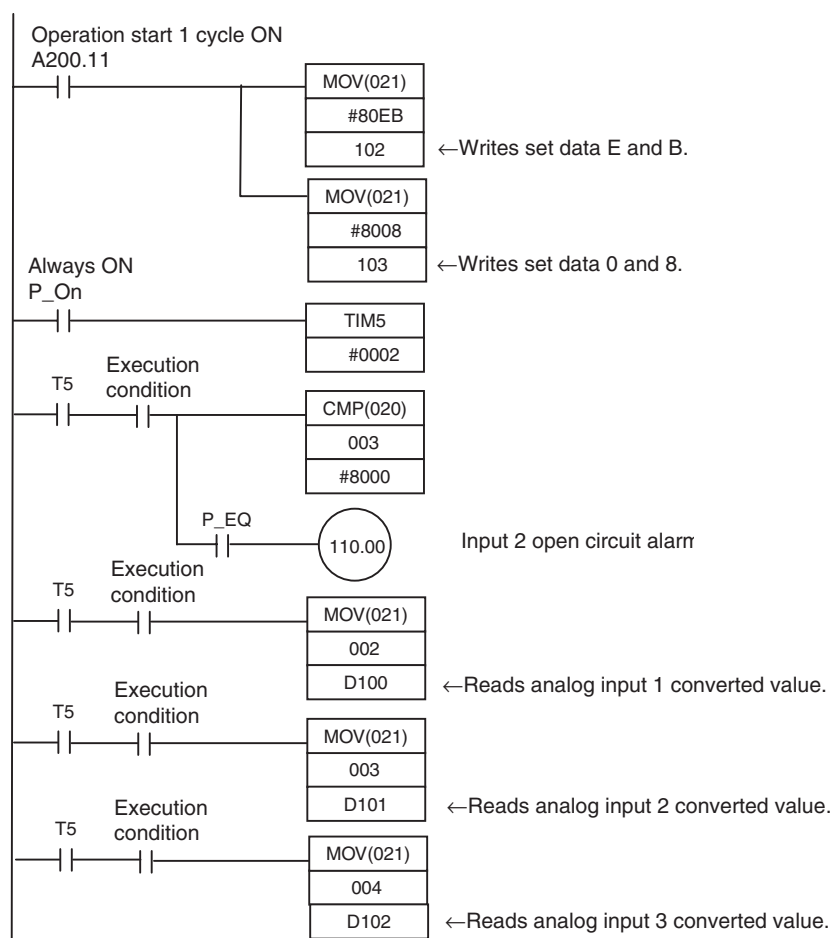 Operation start 1 cycle ON
A200.11
MOV(021)
#80EB
102 ←Writes set data E and B.
MOV(021)
#8008
103 ←Writes set data 0 and 8.
Always ON
P_On
TIM5
#0002
T5 Execution
condition
CMP(020)
003
#8000
P_EQ
110.00 Input 2 open circuit alarm
T5 Execution
condition
MOV(021)
002
D100 ←Reads analog input 1 converted value.
T5 Execution
condition
MOV(021)
003
D101 ←Reads analog input 2 converted value.
T5 Execution
condition
MOV(021)
004
D102 ←Reads analog input 3 converted value.